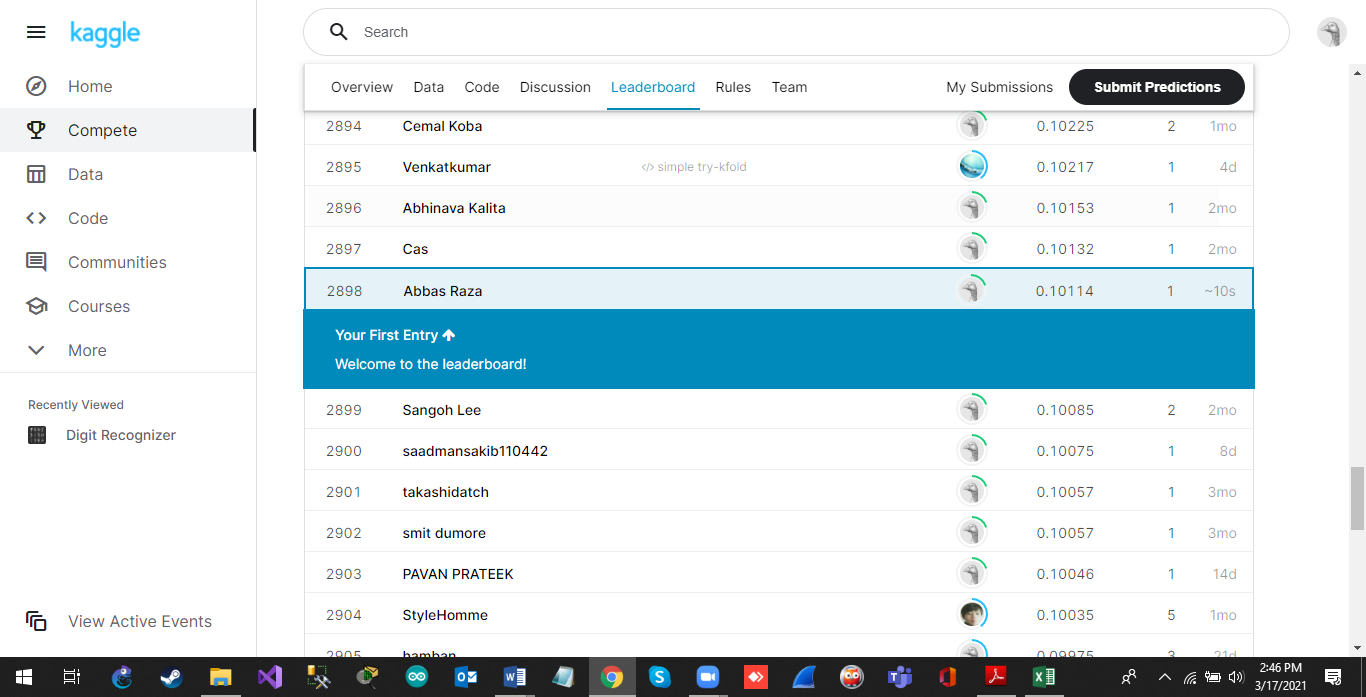 kaggle
Search
Home
Compete
Data
Code
Communities
Courses
More
Recently Viewed
Digit Recognizer
View Active Events
Overview Data Code Discussion Leaderboard Rules Team My Submissions Submit Predictions
2894 Cemal Koba 0.10225 2 1mo
2895 Venkatkumar </> simple try-kfold 0.10217 1 4d
2896 Abhinava Kalita 0.10153 1 2mo
2897 Cas 0.10132 1 2mo
2898 Abbas Raza 0.10114 1 ~10s
Your First Entry ↑
Welcome to the leaderboard!
2899 Sangoh Lee 0.10085 2 2mo
2900 saadmansakib110442 0.10075 1 8d
2901 takashidatch 0.10057 1 3mo
2902 smit dumore 0.10057 1 3mo
2903 PAVAN PRATEEK 0.10046 1 14d
2904 StyleHomme 0.10035 5 1mo
2905 hamban 0.09975 3 21d
2:46 PM
3/17/2021